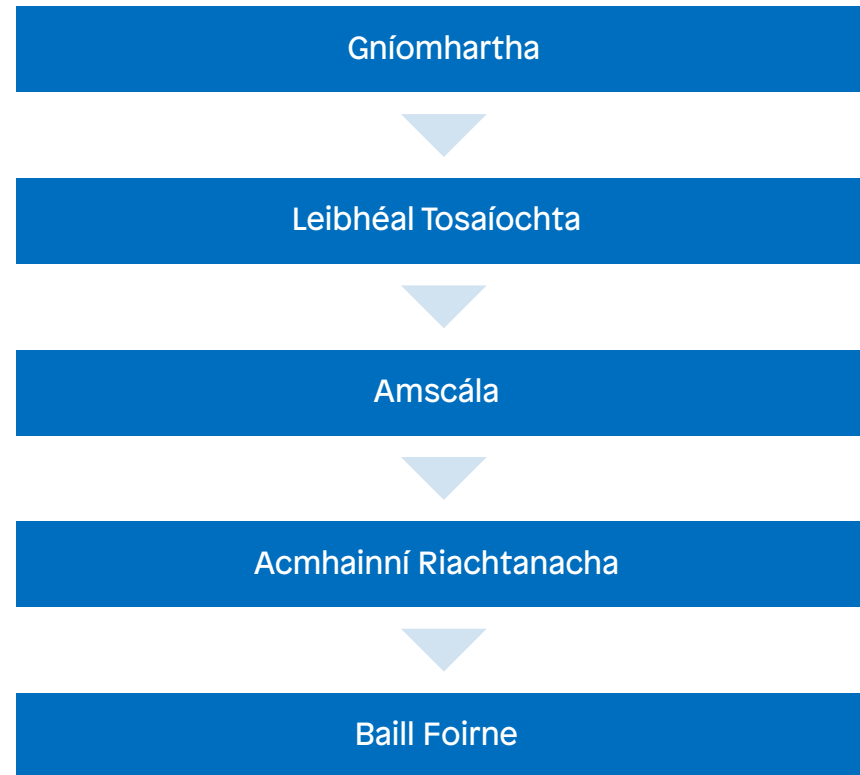 Gníomhartha
Leibhéal Tosaíochta
Amscála
Acmhainní Riachtanacha
Baill Foirne